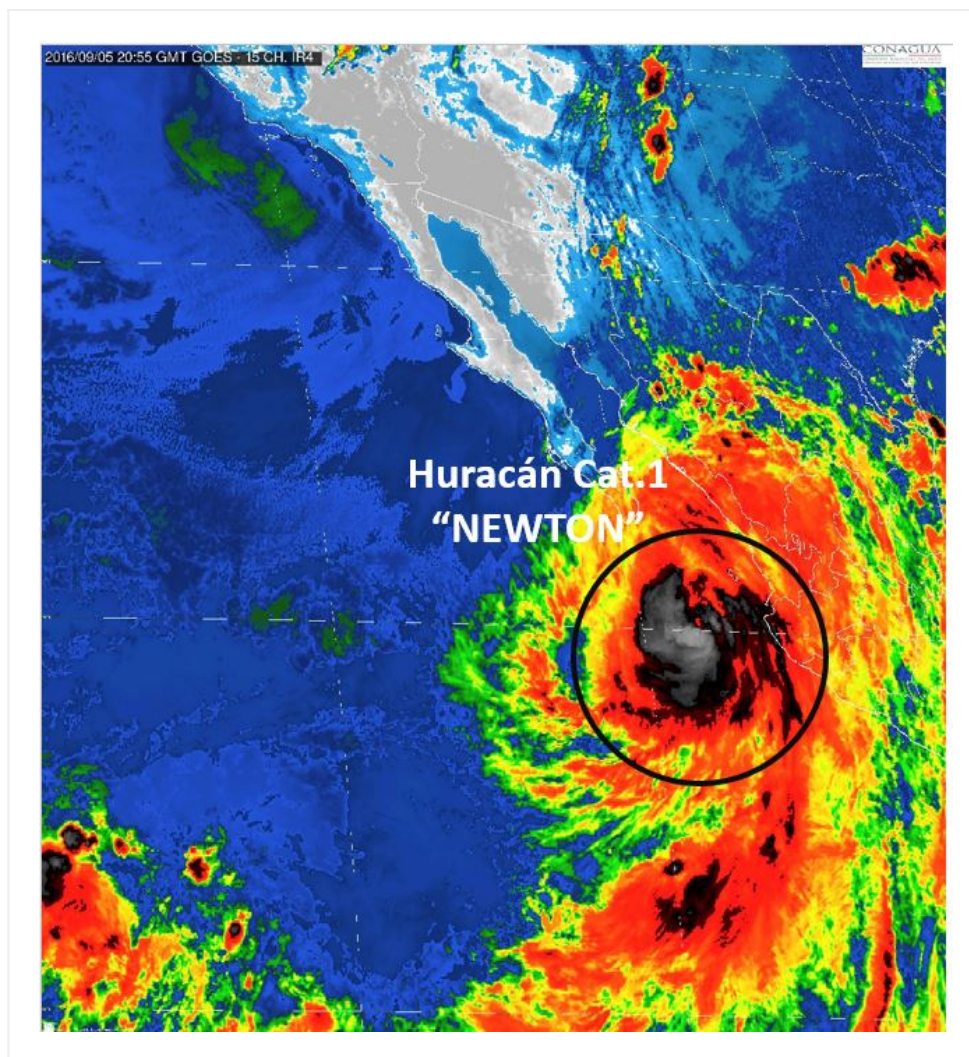 2016/09/05 20:55 GMT GOES - 15 CH. IR4
CONAGUA
Huracán Cat.1
“NEWTON”